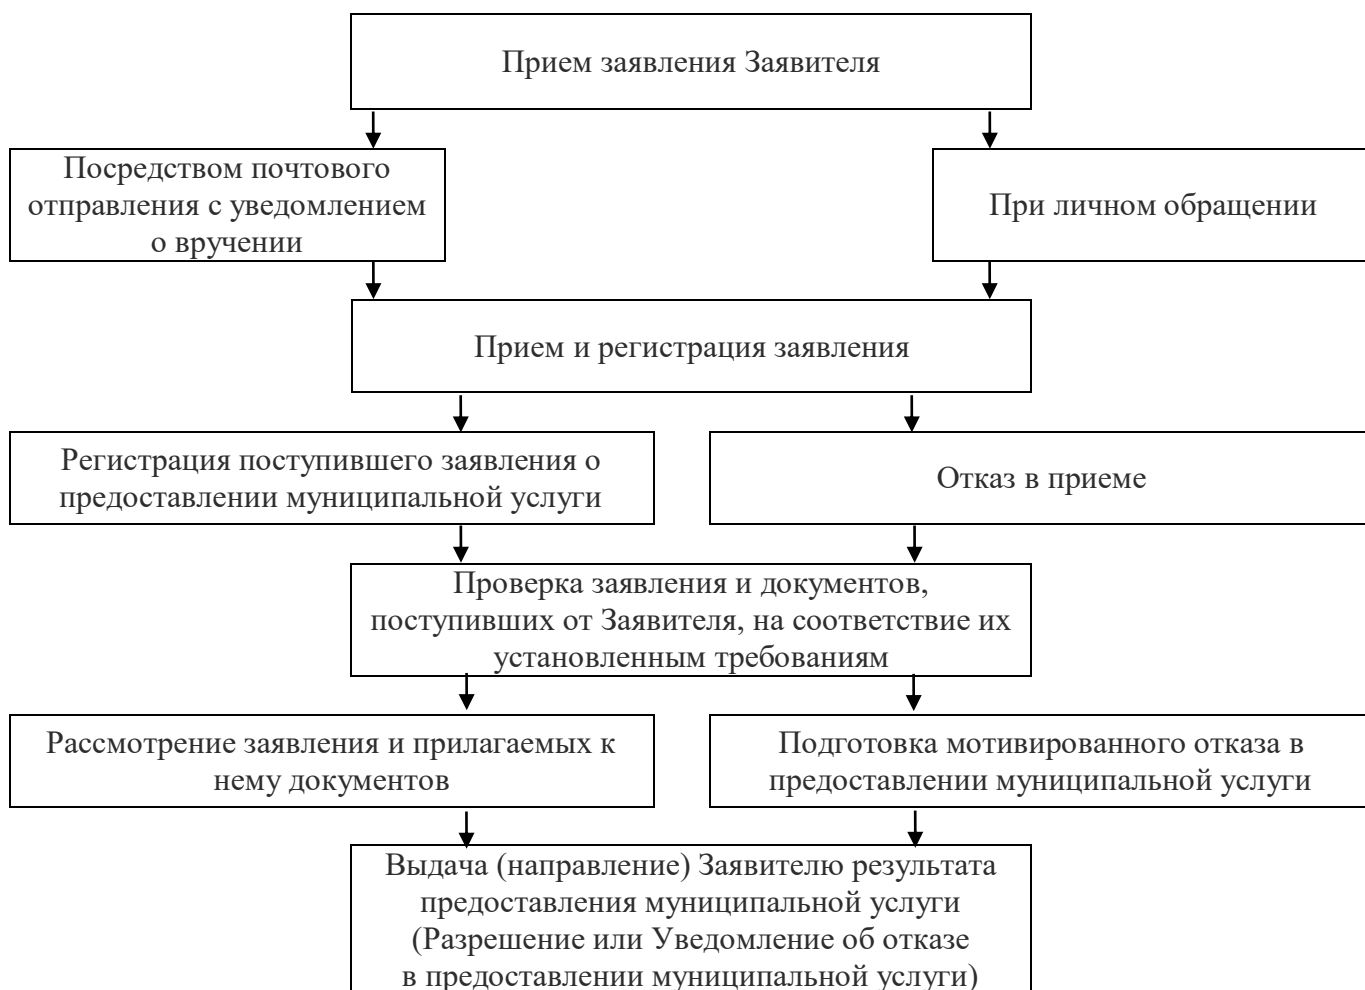 Прием заявления Заявителя
Посредством почтового
отправления с уведомлением
о вручении
При личном обращении
Прием и регистрация заявления
Регистрация поступившего заявления о
предоставлении муниципальной услуги
Отказ в приеме
Проверка заявления и документов,
поступивших от Заявителя, на соответствие их
установленным требованиям
Рассмотрение заявления и прилагаемых к
нему документов
Подготовка мотивированного отказа в
предоставлении муниципальной услуги
Выдача (направление) Заявителю результата
предоставления муниципальной услуги
(Разрешение или Уведомление об отказе
в предоставлении муниципальной услуги)